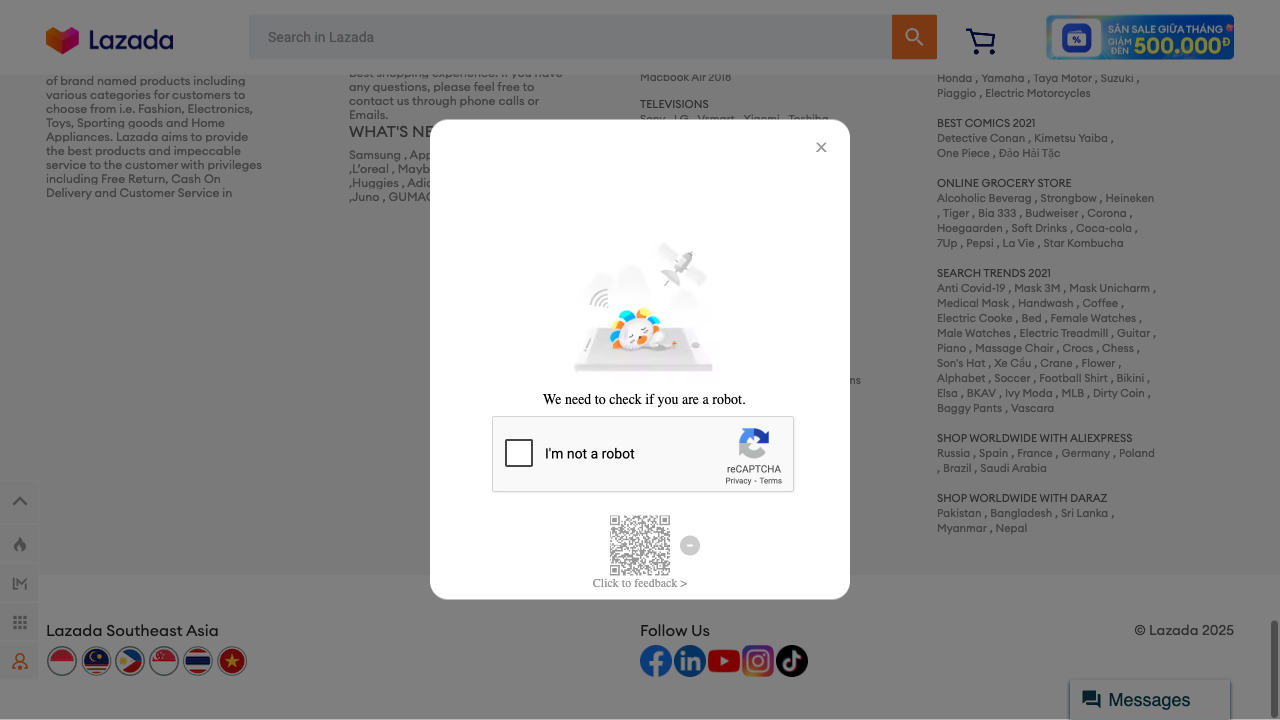 Lazada
Search in Lazada
SĂN SALE GIỮA THÁNG
GIẢM ĐẾN 500.000Đ
of brand named products including
various categories for customers to
choose from i.e. Fashion, Electronics,
Toys, Sporting goods and Home
Appliances. Lazada aims to provide
the best products and impeccable
service to the customer with privileges
including Free Return, Cash On
Delivery and Customer Service in
best shopping experience. If you have
any questions, please feel free to
contact us through phone calls or
Emails.
WHAT'S NE
Samsung , App
,L'oreal , Mayb
,Huggies , Adid
,Juno , GUMAC
Macbook Air 2018
TELEVISIONS
Sony , LG , Vsmart , Xiaomi , Toshiba
ms
Honda , Yamaha , Taya Motor , Suzuki ,
Piaggio , Electric Motorcycles
BEST COMICS 2021
Detective Conan , Kimetsu Yaiba ,
One Piece , Đảo Hải Tặc
ONLINE GROCERY STORE
Alcoholic Beverag , Strongbow , Heineken
, Tiger , Bia 333 , Budweiser , Corona ,
Hoegaarden , Soft Drinks , Coca-cola ,
7Up , Pepsi , La Vie , Star Kombucha
SEARCH TRENDS 2021
Anti Covid-19 , Mask 3M , Mask Unicharm ,
Medical Mask , Handwash , Coffee ,
Electric Cooke , Bed , Female Watches ,
Male Watches , Electric Treadmill , Guitar ,
Piano , Massage Chair , Crocs , Chess ,
Son's Hat , Xe Cẩu , Crane , Flower ,
Alphabet , Soccer , Football Shirt , Bikini ,
Elsa , BKAV , Ivy Moda , MLB , Dirty Coin ,
Baggy Pants , Vascara
SHOP WORLDWIDE WITH ALIEXPRESS
Russia , Spain , France , Germany , Poland
, Brazil , Saudi Arabia
SHOP WORLDWIDE WITH DARAZ
Pakistan , Bangladesh , Sri Lanka ,
Myanmar , Nepal
We need to check if you are a robot.
I'm not a robot
reCAPTCHA
Privacy - Terms
Click to feedback >
Lazada Southeast Asia
Follow Us
© Lazada 2025
Messages